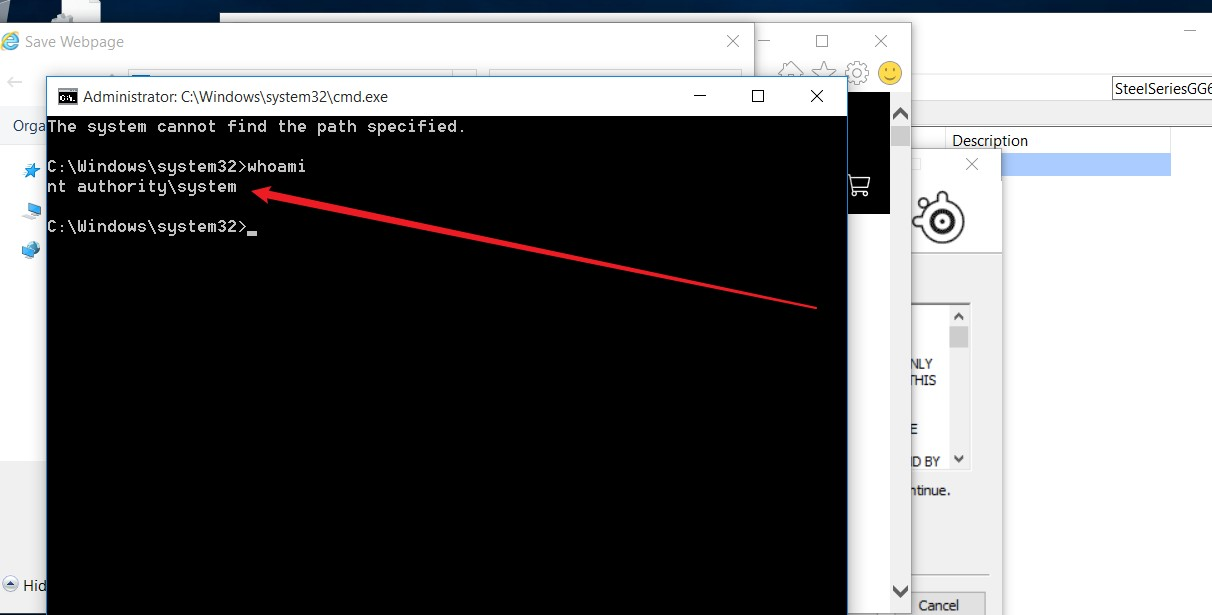 Save Webpage
Administrator: C:\Windows\system32\cmd.exe
SteelSeriesGG6
Orga
The system cannot find the path specified.
Description
C:\Windows\system32>whoami
nt authority\system
C:\Windows\system32>
NLY
THIS
E
D BY
ntinue.
Hid
Cancel